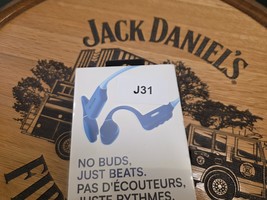 JACK DANIEL'S
J31
NO BUDS,
JUST BEATS.
PAS D'ÉCOUTEURS,
JUSTE RYTHMES.